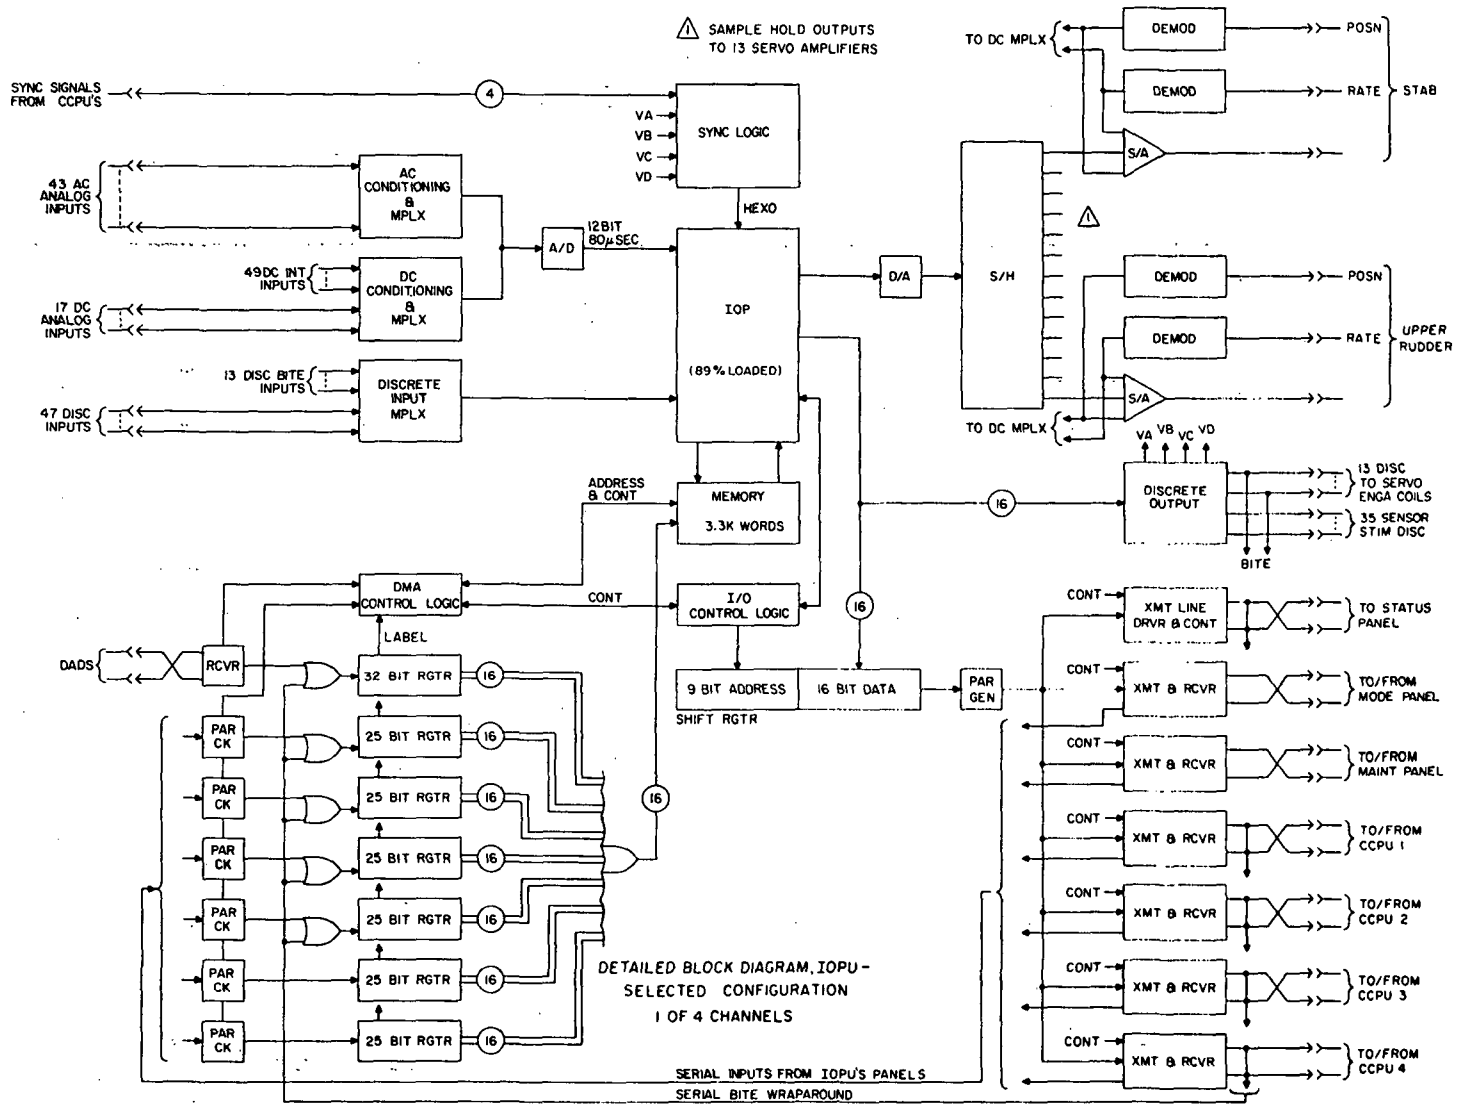 1 SAMPLE HOLD OUTPUTS
TO 13 SERVO AMPLIFIERS
SYNC SIGNALS
FROM CCPU'S
4
VA
VB
VC
VD
SYNC LOGIC
HEXO
43 AC
ANALOG
INPUTS
AC
CONDITIONING
&
MPLX
49 DC INT
INPUTS
17 DC
ANALOG
INPUTS
DC
CONDITIONING
&
MPLX
A/D
12 BIT
80µSEC
13 DISC BITE
INPUTS
47 DISC
INPUTS
DISCRETE
INPUT
MPLX
IOP
(89% LOADED)
D/A
S/H
1
TO DC MPLX
DEMOD
POSN
DEMOD
RATE
STAB
S/A
DEMOD
POSN
DEMOD
RATE
UPPER
RUDDER
S/A
TO DC MPLX
VA
VB
VC
VD
16
DISCRETE
OUTPUT
13 DISC
TO SERVO
ENGA COILS
35 SENSOR
STIM DISC
BITE
ADDRESS
& CONT
MEMORY
3.3K WORDS
DMA
CONTROL LOGIC
CONT
I/O
CONTROL LOGIC
16
LABEL
DADS
RCVR
32 BIT RGTR
16
9 BIT ADDRESS
16 BIT DATA
SHIFT RGTR
PAR
GEN
PAR
CK
25 BIT RGTR
16
PAR
CK
25 BIT RGTR
16
16
PAR
CK
25 BIT RGTR
16
PAR
CK
25 BIT RGTR
16
PAR
CK
25 BIT RGTR
16
PAR
CK
25 BIT RGTR
16
CONT
XMT LINE
DRVR & CONT
TO STATUS
PANEL
CONT
XMT & RCVR
TO/FROM
MODE PANEL
CONT
XMT & RCVR
TO/FROM
MAINT PANEL
CONT
XMT & RCVR
TO/FROM
CCPU 1
CONT
XMT & RCVR
TO/FROM
CCPU 2
CONT
XMT & RCVR
TO/FROM
CCPU 3
CONT
XMT & RCVR
TO/FROM
CCPU 4
DETAILED BLOCK DIAGRAM, IOPU-
SELECTED CONFIGURATION
1 OF 4 CHANNELS
SERIAL INPUTS FROM IOPU'S PANELS
SERIAL BITE WRAPAROUND